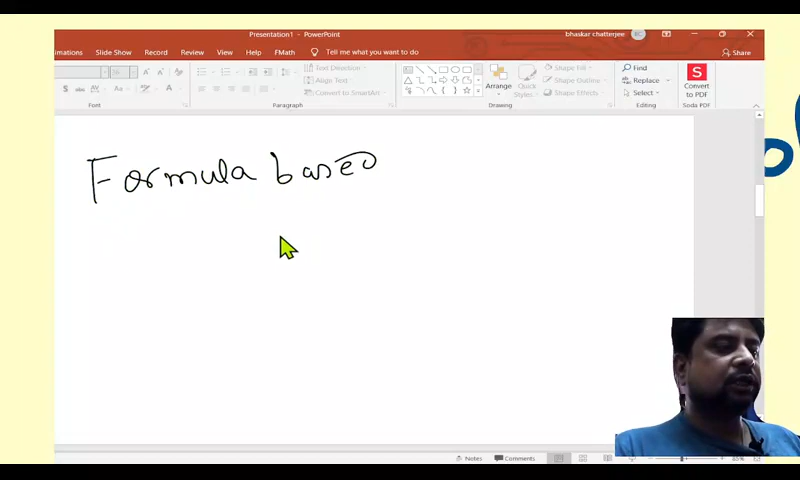 Presentation1 - PowerPoint
bhaskar chatterjee
BC
nimations Slide Show Record Review View Help FMath Tell me what you want to do
Share
Text Direction
Align Text
Convert to SmartArt
Arrange
Quick
Styles
Shape Fill
Shape Outline
Shape Effects
Find
Replace
Select
S
Convert
to PDF
Font
Paragraph
Drawing
Editing
Soda PDF
Formula based
Notes
Comments